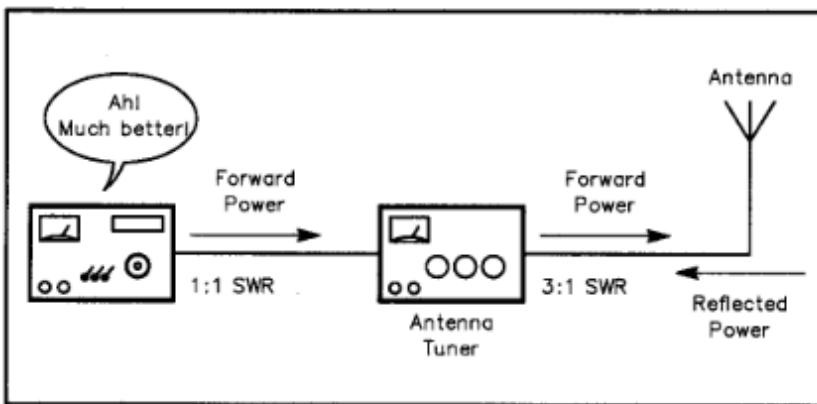 Ah!
Much better!
Forward
Power
1:1 SWR
Antenna
Tuner
Forward
Power
3:1 SWR
Antenna
Reflected
Power